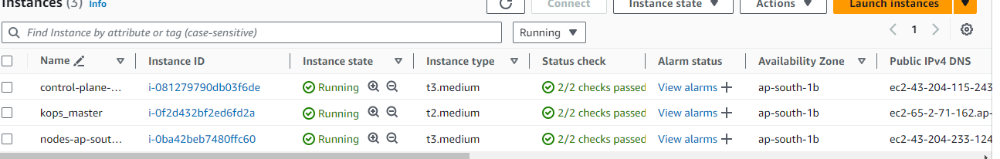 Instances (3) Info
Connect Instance state Actions Launch instances
Find Instance by attribute or tag (case-sensitive) Running 1
Name Instance ID Instance state Instance type Status check Alarm status Availability Zone Public IPv4 DNS
control-plane-... i-081279790db03f6de Running t3.medium 2/2 checks passed View alarms + ap-south-1b ec2-43-204-115-243
kops_master i-0f2d432bf2ed6fd2a Running t2.medium 2/2 checks passed View alarms + ap-south-1b ec2-65-2-71-162.ap-
nodes-ap-sout... i-0ba42beb7480ffc60 Running t3.medium 2/2 checks passed View alarms + ap-south-1b ec2-43-204-233-124